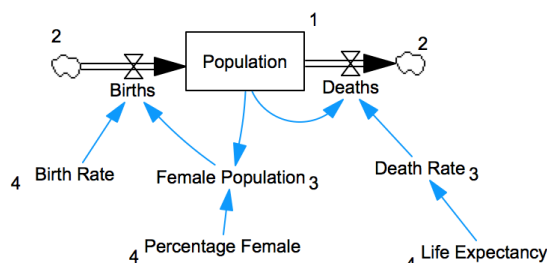 1
2
2
Population
Births
Deaths
4 Birth Rate
Female Population 3
Death Rate 3
4 Percentage Female
4 Life Expectancy